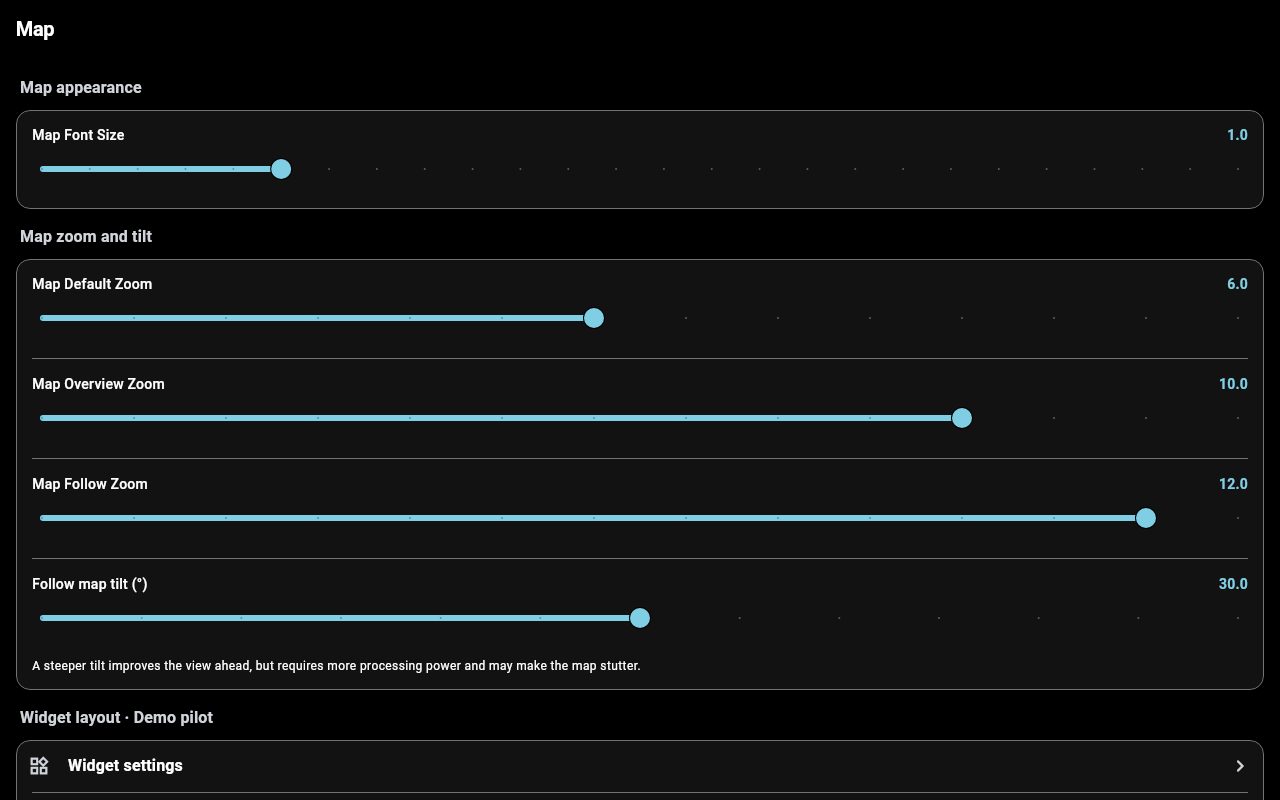 Map
Map appearance
Map Font Size 1.0
Map zoom and tilt
Map Default Zoom 6.0
Map Overview Zoom 10.0
Map Follow Zoom 12.0
Follow map tilt (°) 30.0
A steeper tilt improves the view ahead, but requires more processing power and may make the map stutter.
Widget layout · Demo pilot
Widget settings